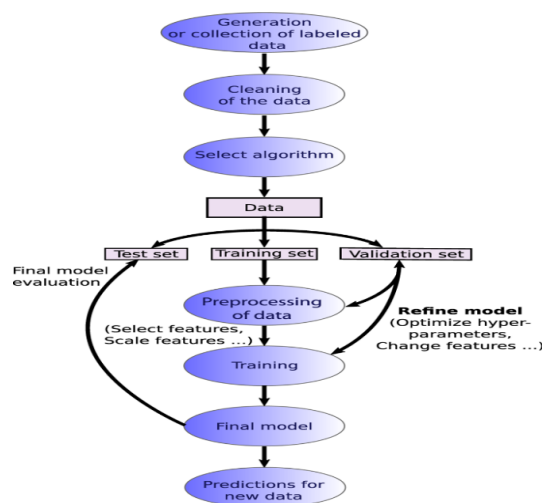 Generation
or collection of labeled
data
Cleaning
of the data
Select algorithm
Data
Test set
Training set
Validation set
Final model
evaluation
Preprocessing
of data
Refine model
(Optimize hyper-
parameters,
Change features ...)
(Select features,
Scale features ...)
Training
Final model
Predictions for
new data